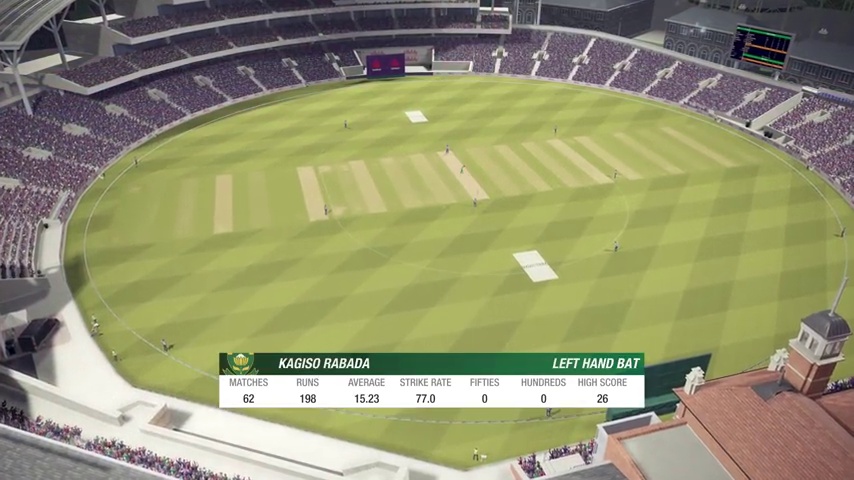 KAGISO RABADA LEFT HAND BAT
MATCHES RUNS AVERAGE STRIKE RATE FIFTIES HUNDREDS HIGH SCORE
62 198 15.23 77.0 0 0 26